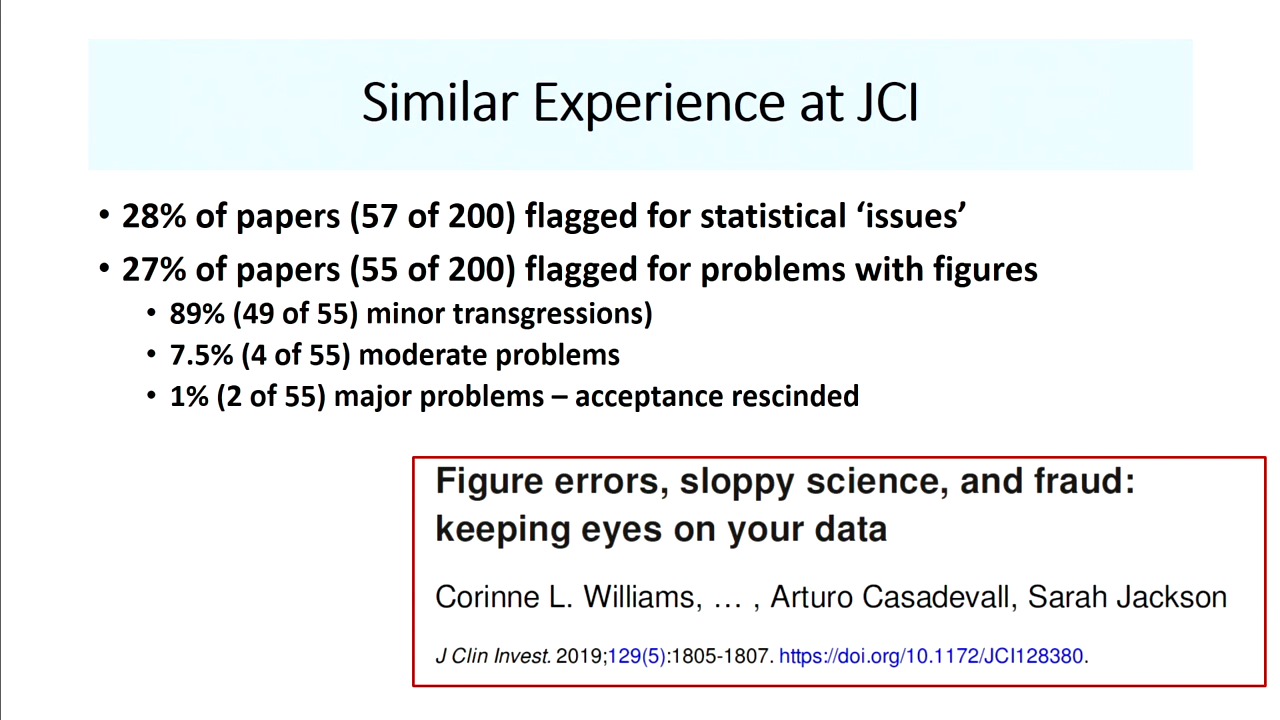 Similar Experience at JCI
• 28% of papers (57 of 200) flagged for statistical ‘issues’
• 27% of papers (55 of 200) flagged for problems with figures
• 89% (49 of 55) minor transgressions)
• 7.5% (4 of 55) moderate problems
• 1% (2 of 55) major problems – acceptance rescinded
Figure errors, sloppy science, and fraud:
keeping eyes on your data
Corinne L. Williams, … , Arturo Casadevall, Sarah Jackson
J Clin Invest. 2019;129(5):1805-1807. https://doi.org/10.1172/JCI128380.